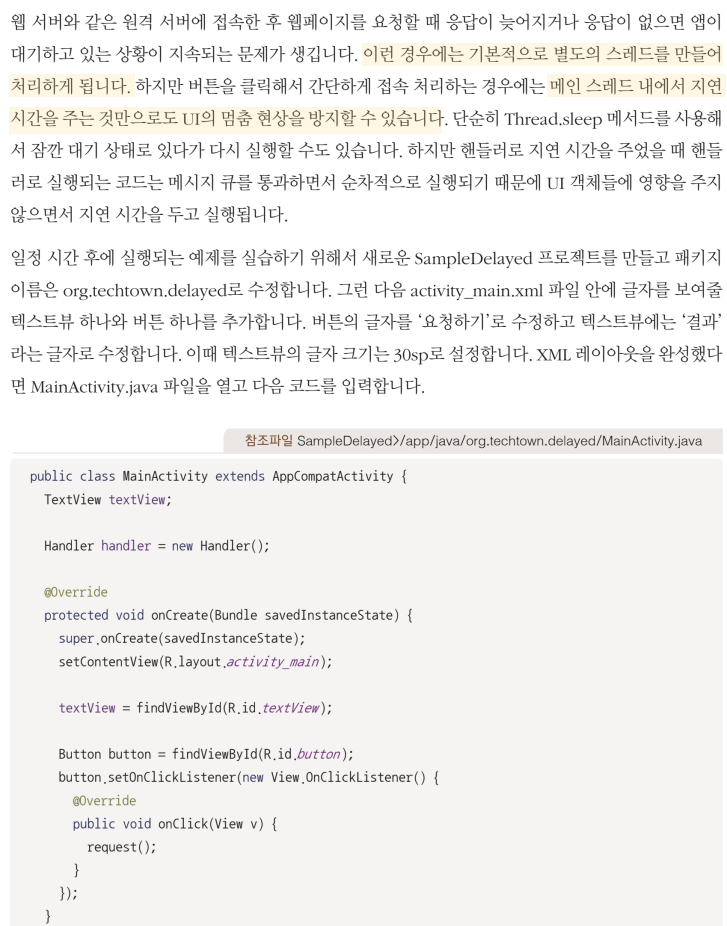 웹 서버와 같은 원격 서버에 접속한 후 웹페이지를 요청할 때 응답이 늦어지거나 응답이 없으면 앱이
대기하고 있는 상황이 지속되는 문제가 생깁니다. 이런 경우에는 기본적으로 별도의 스레드를 만들어
처리하게 됩니다. 하지만 버튼을 클릭해서 간단하게 접속 처리하는 경우에는 메인 스레드 내에서 지연
시간을 주는 것만으로도 UI의 멈춤 현상을 방지할 수 있습니다. 단순히 Thread.sleep 메서드를 사용해
서 잠깐 대기 상태로 있다가 다시 실행할 수도 있습니다. 하지만 핸들러로 지연 시간을 주었을 때 핸들
러로 실행되는 코드는 메시지 큐를 통과하면서 순차적으로 실행되기 때문에 UI 객체들에 영향을 주지
않으면서 지연 시간을 두고 실행됩니다.
일정 시간 후에 실행되는 예제를 실습하기 위해서 새로운 SampleDelayed 프로젝트를 만들고 패키지
이름은 org.techtown.delayed로 수정합니다. 그런 다음 activity_main.xml 파일 안에 글자를 보여줄
텍스트뷰 하나와 버튼 하나를 추가합니다. 버튼의 글자를 ‘요청하기’로 수정하고 텍스트뷰에는 ‘결과’
라는 글자로 수정합니다. 이때 텍스트뷰의 글자 크기는 30sp로 설정합니다. XML 레이아웃을 완성했다
면 MainActivity.java 파일을 열고 다음 코드를 입력합니다.
참조파일 SampleDelayed>/app/java/org.techtown.delayed/MainActivity.java
public class MainActivity extends AppCompatActivity {
TextView textView;
Handler handler = new Handler();
@Override
protected void onCreate(Bundle savedInstanceState) {
super.onCreate(savedInstanceState);
setContentView(R.layout.activity_main);
textView = findViewById(R.id.textView);
Button button = findViewById(R.id.button);
button.setOnClickListener(new View.OnClickListener() {
@Override
public void onClick(View v) {
request();
}
});
}